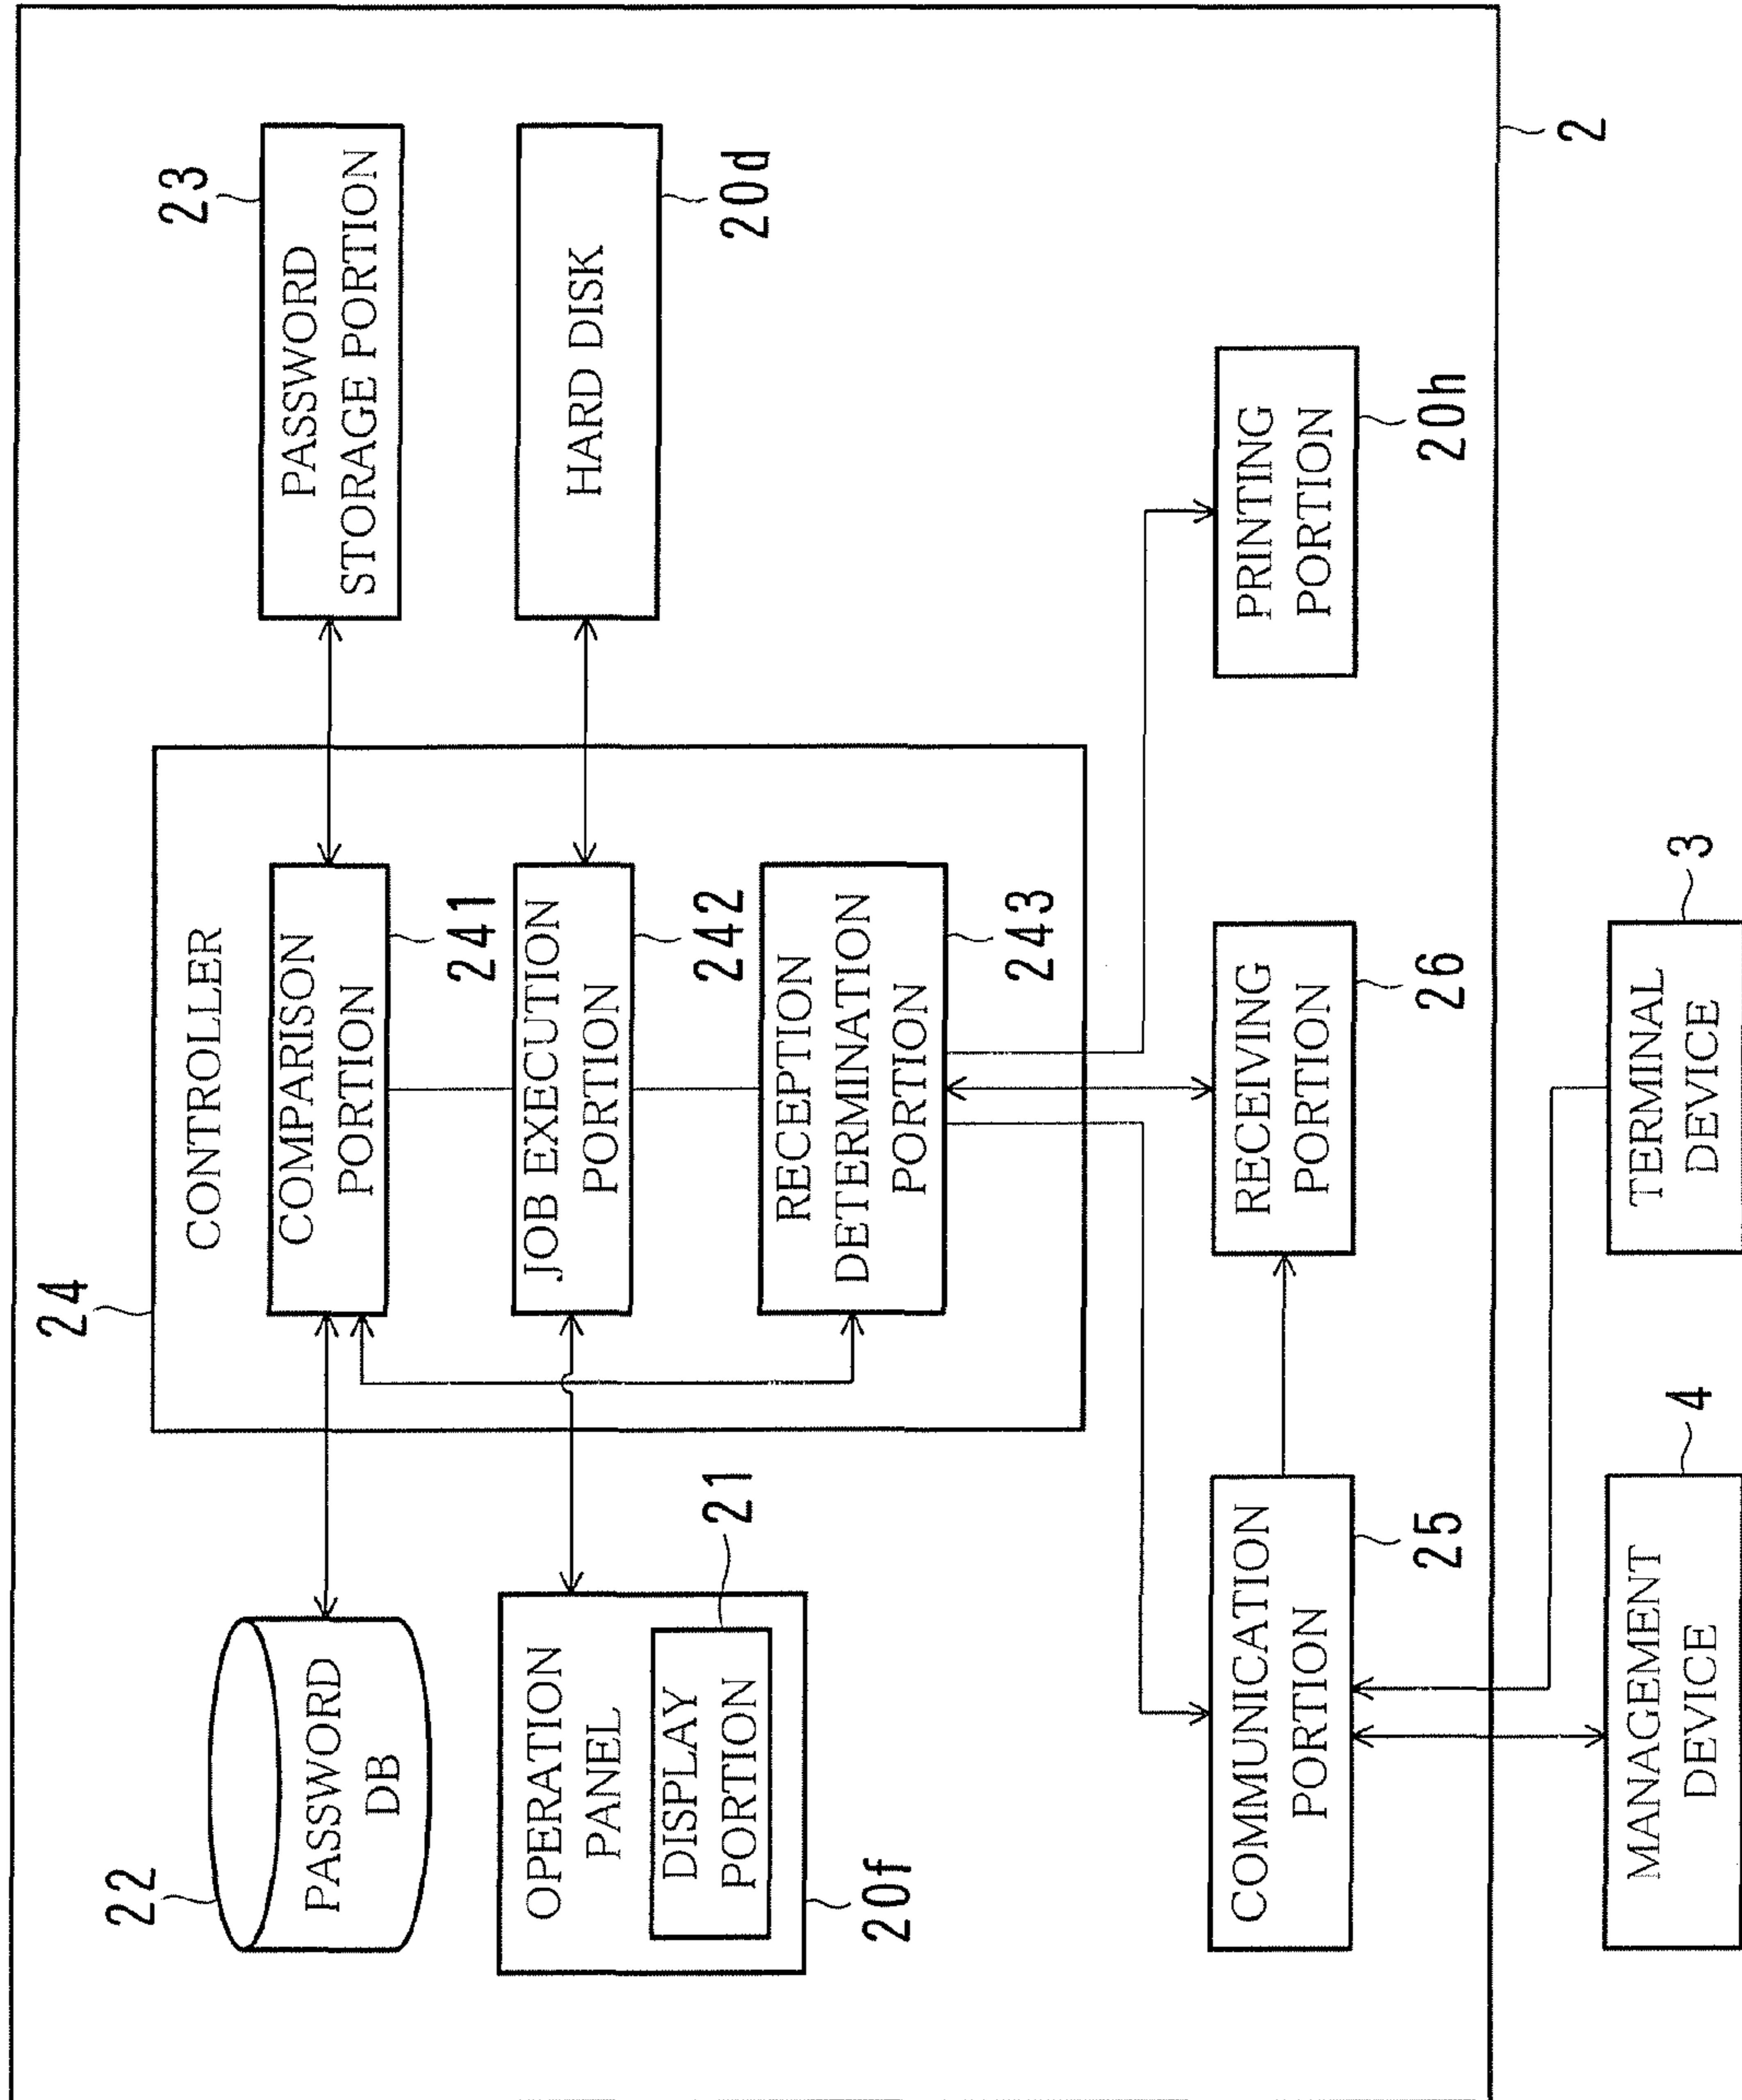 24
CONTROLLER
22
PASSWORD
DB
COMPARISON
PORTION
241
23
PASSWORD
STORAGE PORTION
OPERATION
PANEL
21
DISPLAY
PORTION
20f
JOB EXECUTION
PORTION
242
HARD DISK
20d
RECEPTION
DETERMINATION
PORTION
243
COMMUNICATION
PORTION
25
RECEIVING
PORTION
26
PRINTING
PORTION
20h
2
MANAGEMENT
DEVICE
4
TERMINAL
DEVICE
3